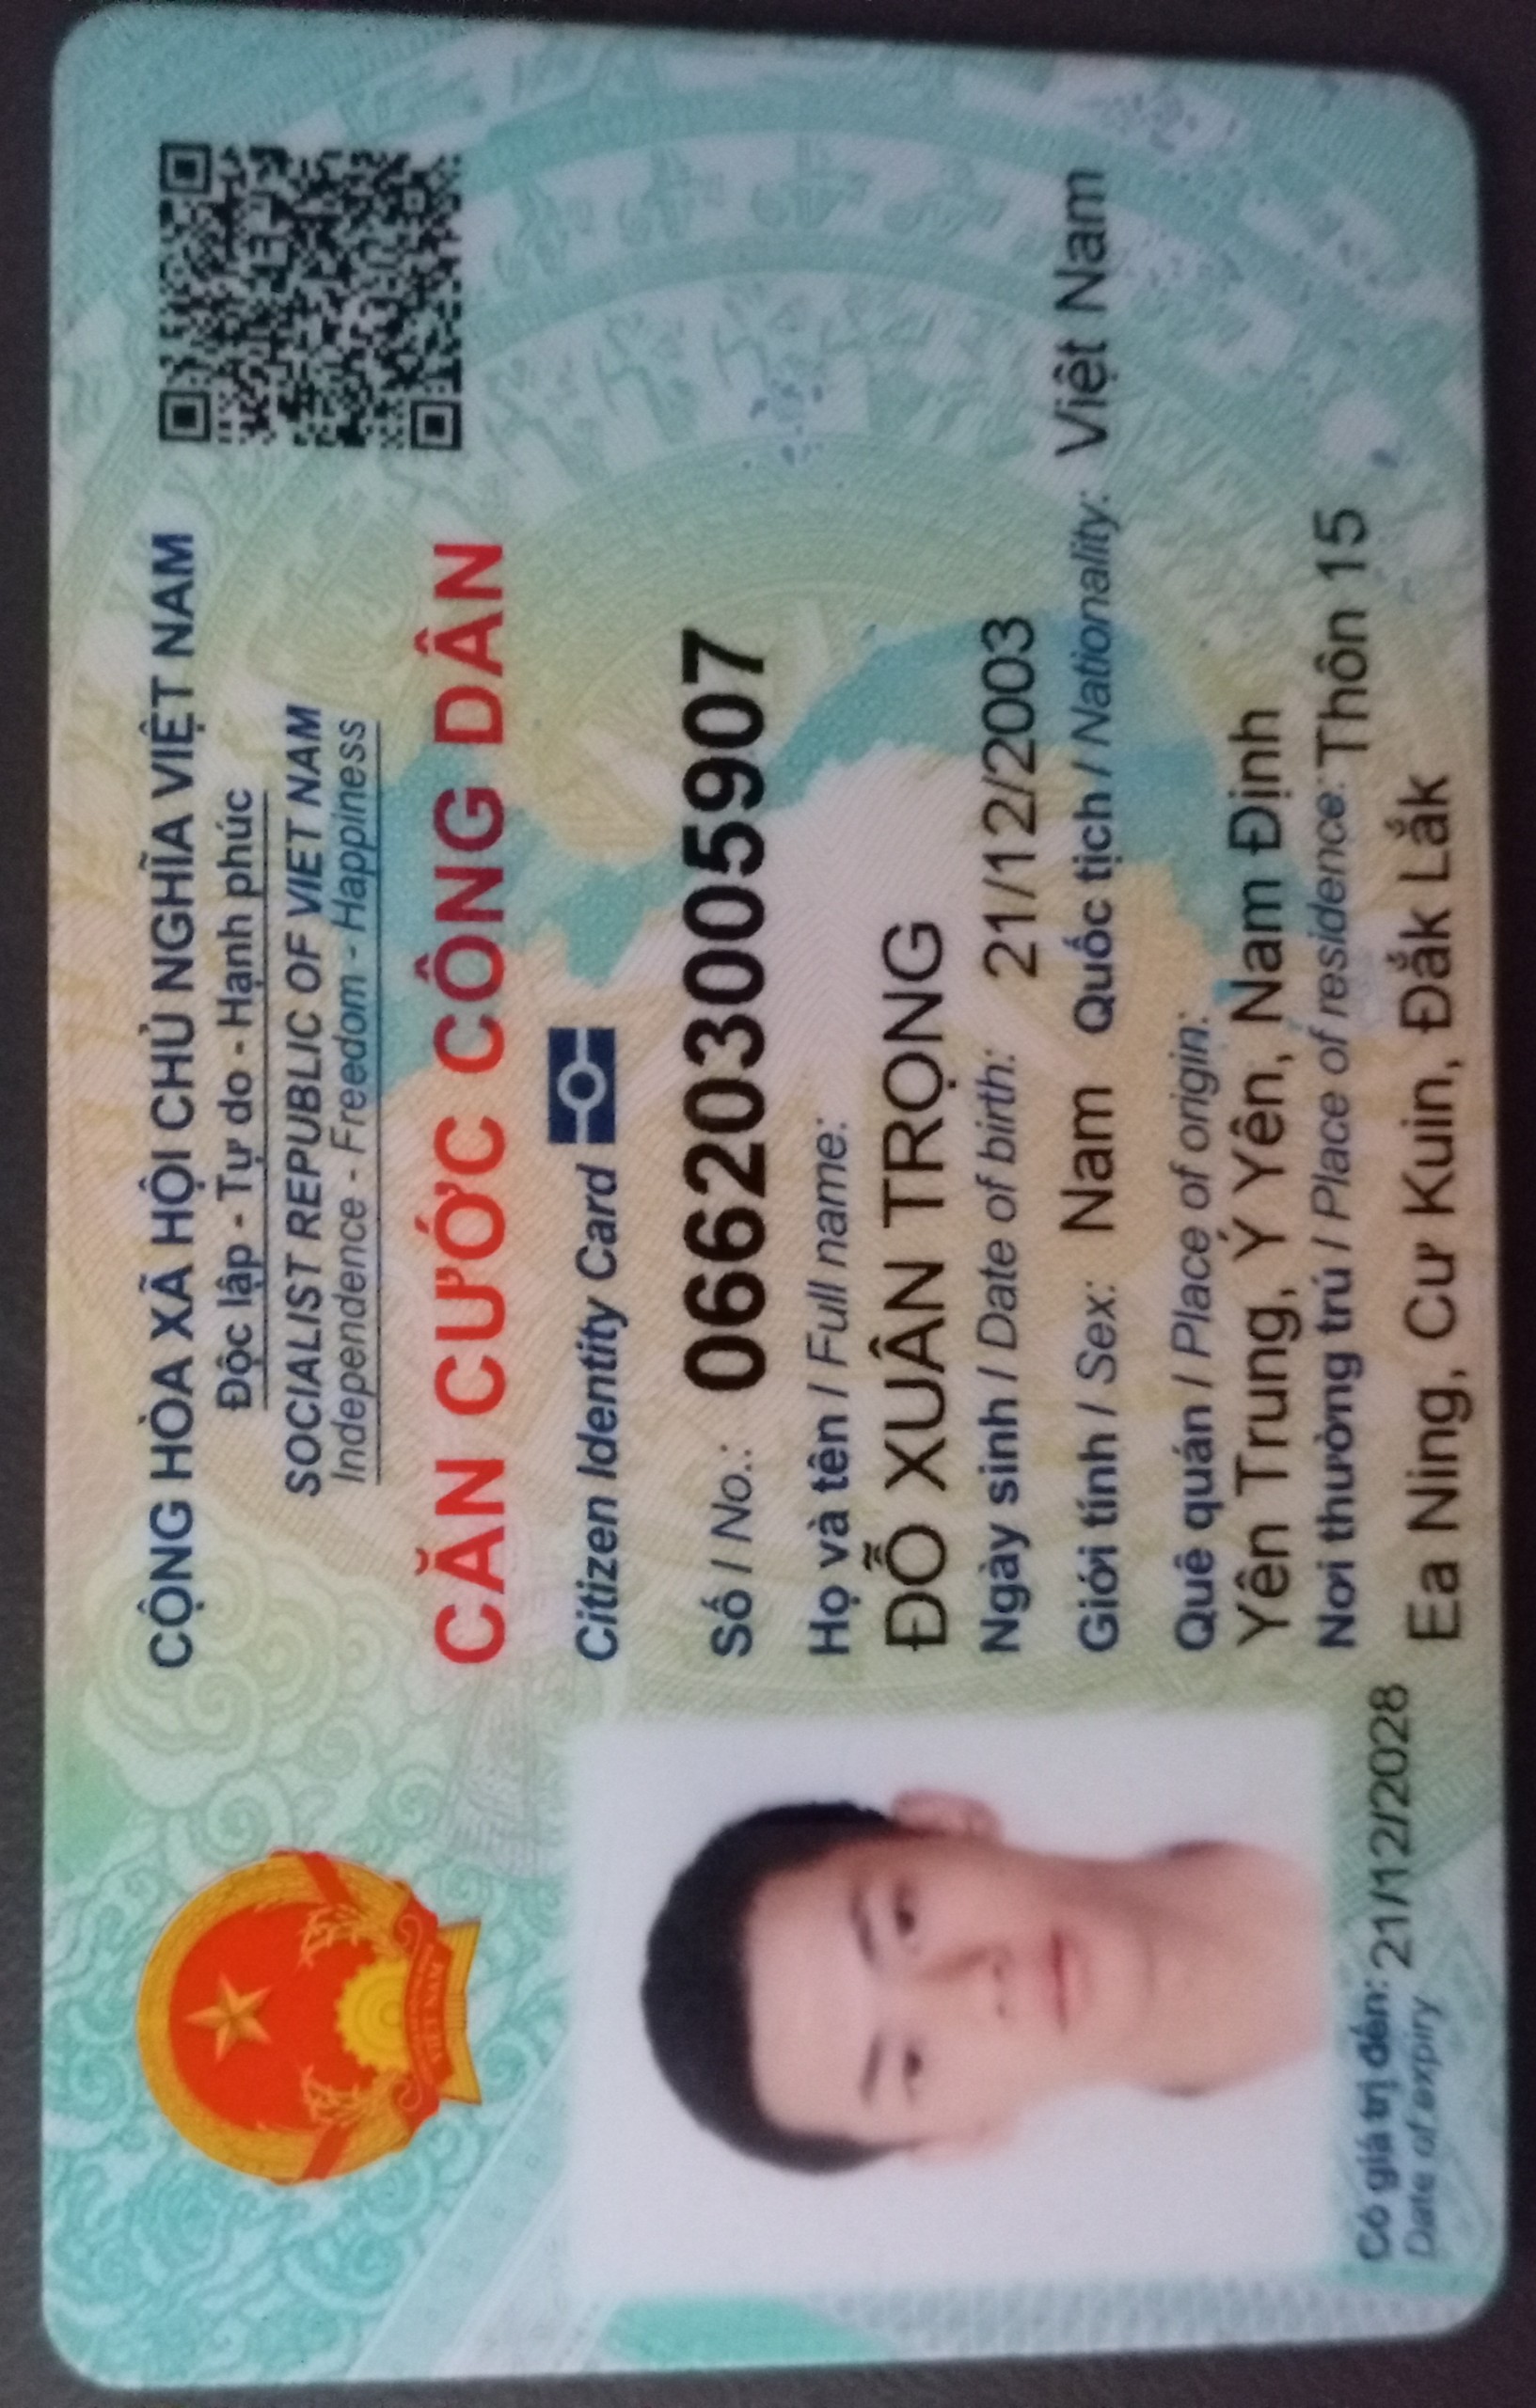 CỘNG HÒA XÃ HỘI CHỦ NGHĨA VIỆT NAM
Độc lập - Tự do - Hạnh phúc
SOCIALIST REPUBLIC OF VIET NAM
Independence - Freedom - Happiness
CĂN CƯỚC CÔNG DÂN
Citizen Identity Card
Số / No.: 066203005907
Họ và tên / Full name:
ĐỖ XUÂN TRỌNG
Ngày sinh / Date of birth: 21/12/2003
Giới tính / Sex: Nam Quốc tịch / Nationality: Việt Nam
Quê quán / Place of origin:
Yên Trung, Ý Yên, Nam Định
Nơi thường trú / Place of residence: Thôn 15
Ea Ning, Cư Kuin, Đắk Lắk
Có giá trị đến: 21/12/2028
Date of expiry
VIỆT NAM